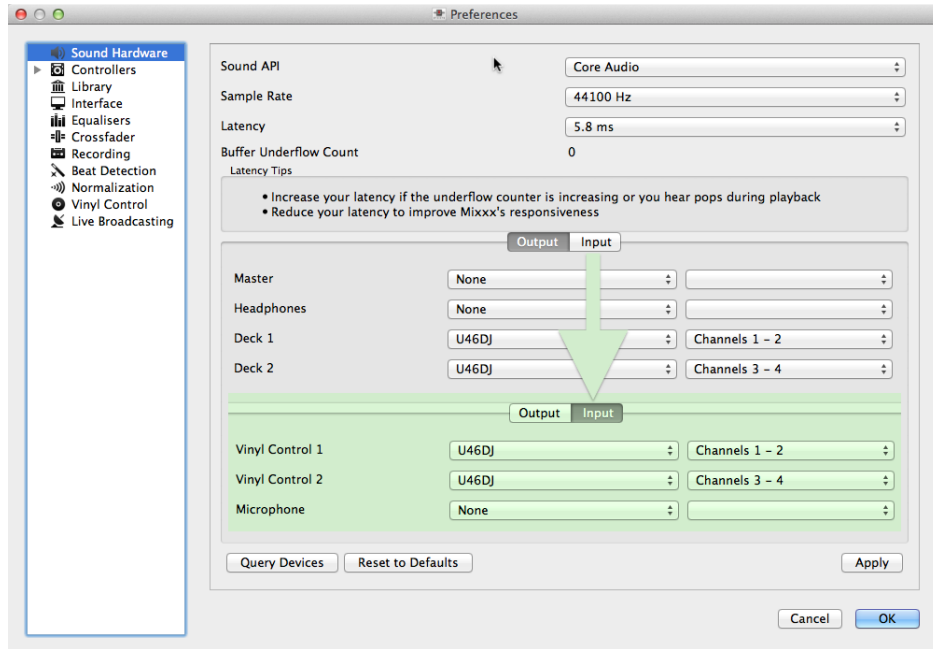 Preferences
Sound Hardware
Controllers
Library
Interface
Equalisers
Crossfader
Recording
Beat Detection
Normalization
Vinyl Control
Live Broadcasting
Sound API Core Audio
Sample Rate 44100 Hz
Latency 5.8 ms
Buffer Underflow Count 0
Latency Tips
• Increase your latency if the underflow counter is increasing or you hear pops during playback
• Reduce your latency to improve Mixxx's responsiveness
Output Input
Master None
Headphones None
Deck 1 U46DJ Channels 1 – 2
Deck 2 U46DJ Channels 3 – 4
Output Input
Vinyl Control 1 U46DJ Channels 1 – 2
Vinyl Control 2 U46DJ Channels 3 – 4
Microphone None
Query Devices Reset to Defaults Apply
Cancel OK